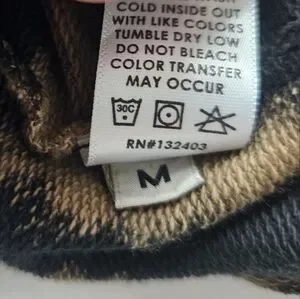 COLD INSIDE OUT
WITH LIKE COLORS
TUMBLE DRY LOW
DO NOT BLEACH
COLOR TRANSFER
MAY OCCUR
30C
RN#132403
M